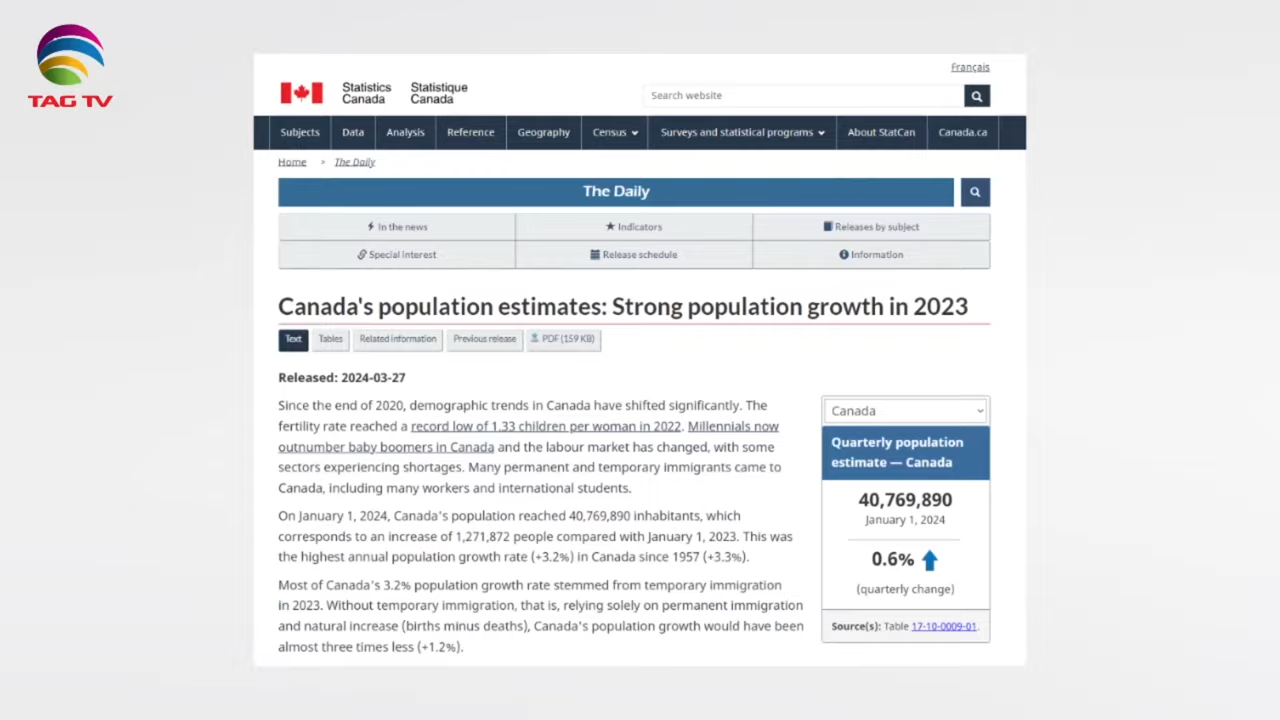 TAG TV
Français
Statistics Canada
Statistique Canada
Search website
Subjects Data Analysis Reference Geography Census Surveys and statistical programs About StatCan Canada.ca
Home > The Daily
The Daily
In the news Indicators Releases by subject
Special Interest Release schedule Information
Canada's population estimates: Strong population growth in 2023
Text Tables Related information Previous release PDF (159 KB)
Released: 2024-03-27
Since the end of 2020, demographic trends in Canada have shifted significantly. The
fertility rate reached a record low of 1.33 children per woman in 2022. Millennials now
outnumber baby boomers in Canada and the labour market has changed, with some
sectors experiencing shortages. Many permanent and temporary immigrants came to
Canada, including many workers and international students.
On January 1, 2024, Canada's population reached 40,769,890 inhabitants, which
corresponds to an increase of 1,271,872 people compared with January 1, 2023. This was
the highest annual population growth rate (+3.2%) in Canada since 1957 (+3.3%).
Most of Canada's 3.2% population growth rate stemmed from temporary immigration
in 2023. Without temporary immigration, that is, relying solely on permanent immigration
and natural increase (births minus deaths), Canada's population growth would have been
almost three times less (+1.2%).
Canada
Quarterly population
estimate — Canada
40,769,890
January 1, 2024
0.6%
(quarterly change)
Source(s): Table 17-10-0009-01.